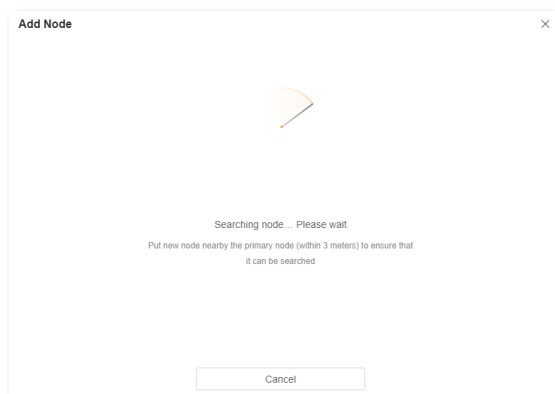 Add Node
Searching node... Please wait
Put new node nearby the primary node (within 3 meters) to ensure that
it can be searched
Cancel